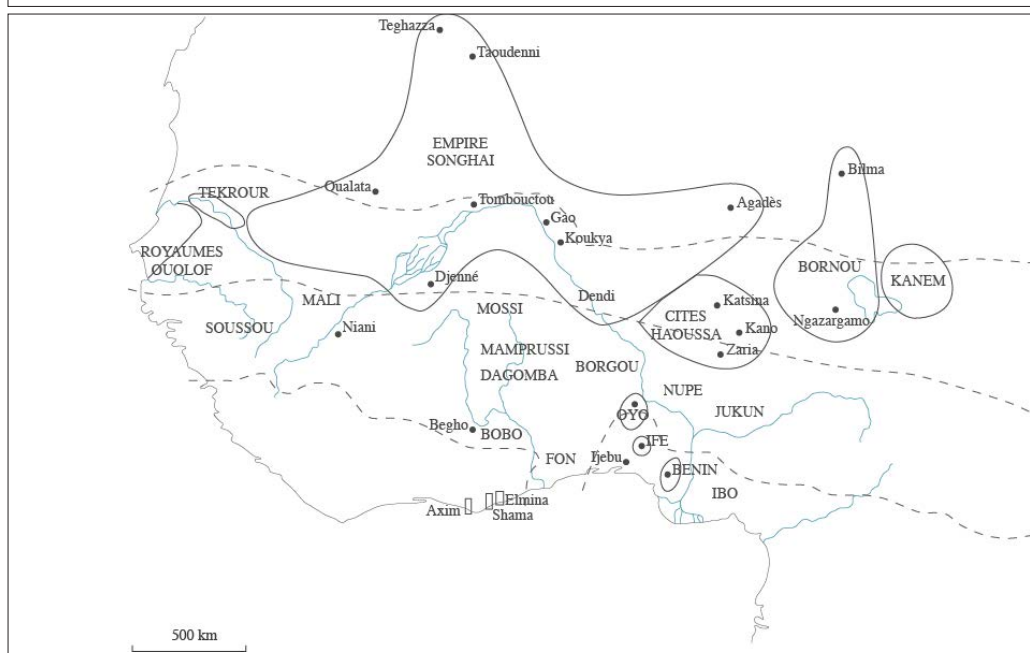 Teghazza
Taoudenni
EMPIRE
SONGHAI
Bilma
Oualata
TEKROUR
Tombouctou
Agadès
Gao
Koukya
ROYAUMES
OUOLOF
BORNOU
KANEM
Djenné
MALI
Dendi
Katsina
MOSSI
CITES
HAOUSSA
Ngazargamo
SOUSSOU
Niani
Kano
MAMPRUSSI
Zaria
BORGOU
DAGOMBA
NUPE
OYO
JUKUN
Begho
BOBO
IFE
Ijebu
FON
BENIN
IBO
Elmina
Axim
Shama
500 km